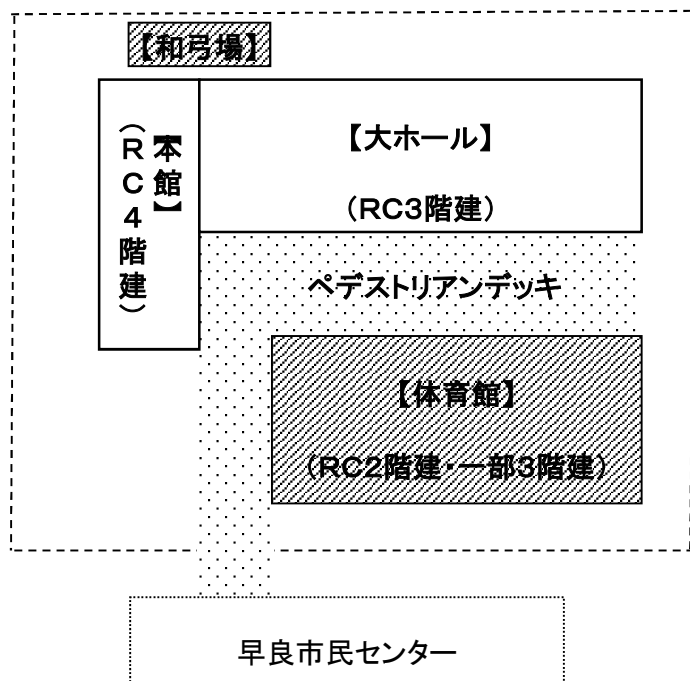 【和弓場】
【本館】
（RC4階建）
【大ホール】
（RC3階建）
ペデストリアンデッキ
【体育館】
（RC2階建・一部3階建）
早良市民センター